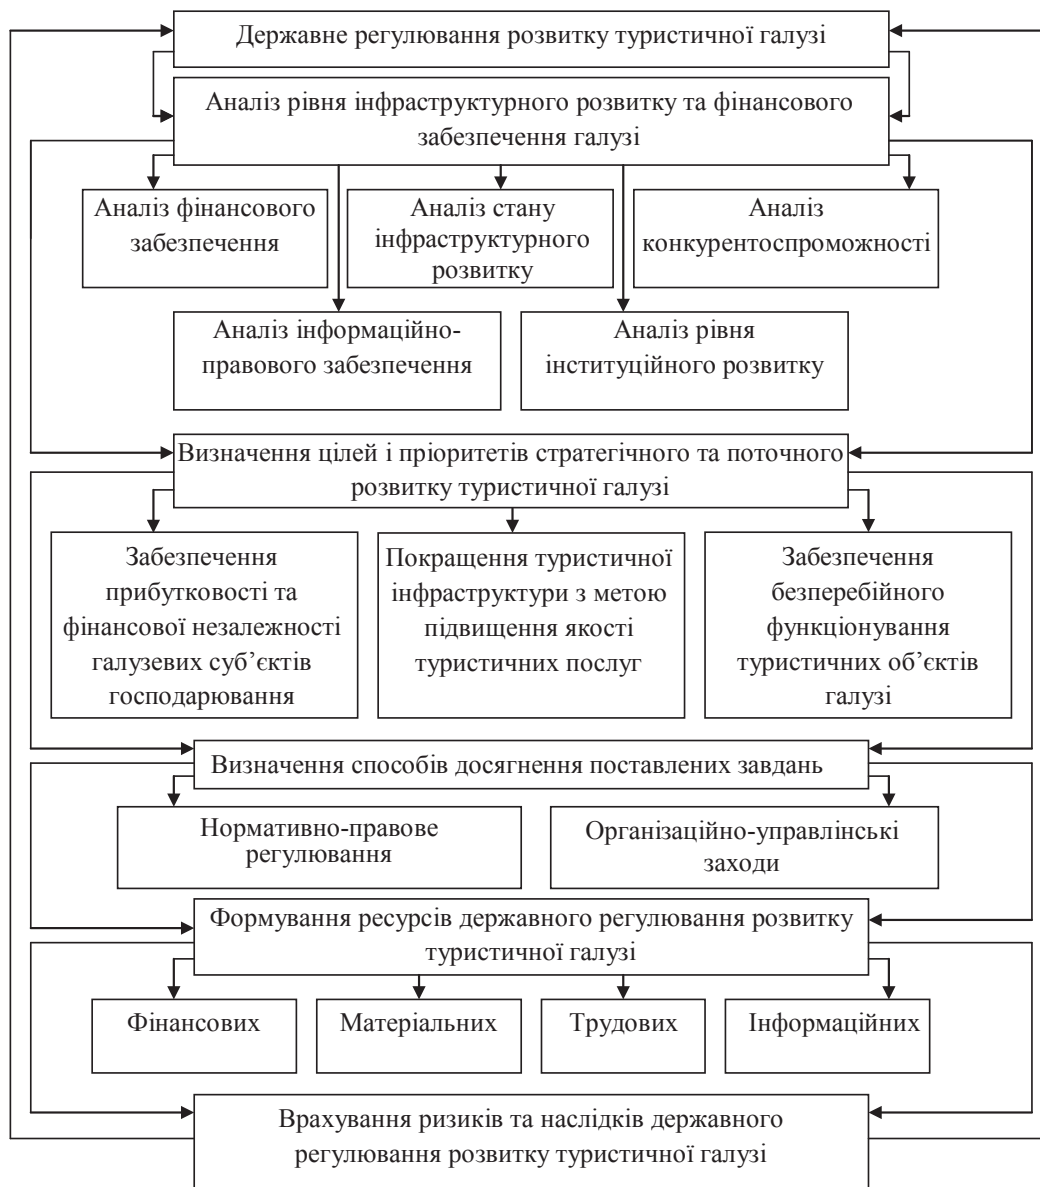 Державне регулювання розвитку туристичної галузі
Аналіз рівня інфраструктурного розвитку та фінансового
забезпечення галузі
Аналіз фінансового
забезпечення
Аналіз стану
інфраструктурного
розвитку
Аналіз
конкурентоспроможності
Аналіз інформаційно-
правового забезпечення
Аналіз рівня
інституційного розвитку
Визначення цілей і пріоритетів стратегічного та поточного
розвитку туристичної галузі
Забезпечення
прибутковості та
фінансової незалежності
галузевих суб’єктів
господарювання
Покращення туристичної
інфраструктури з метою
підвищення якості
туристичних послуг
Забезпечення
безперебійного
функціонування
туристичних об’єктів
галузі
Визначення способів досягнення поставлених завдань
Нормативно-правове
регулювання
Організаційно-управлінські
заходи
Формування ресурсів державного регулювання розвитку
туристичної галузі
Фінансових
Матеріальних
Трудових
Інформаційних
Врахування ризиків та наслідків державного
регулювання розвитку туристичної галузі